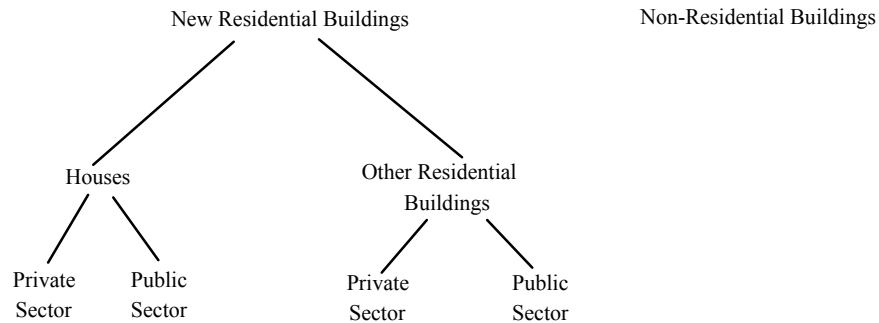 New Residential Buildings
Non-Residential Buildings
Houses
Other Residential
Buildings
Private
Sector
Public
Sector
Private
Sector
Public
Sector